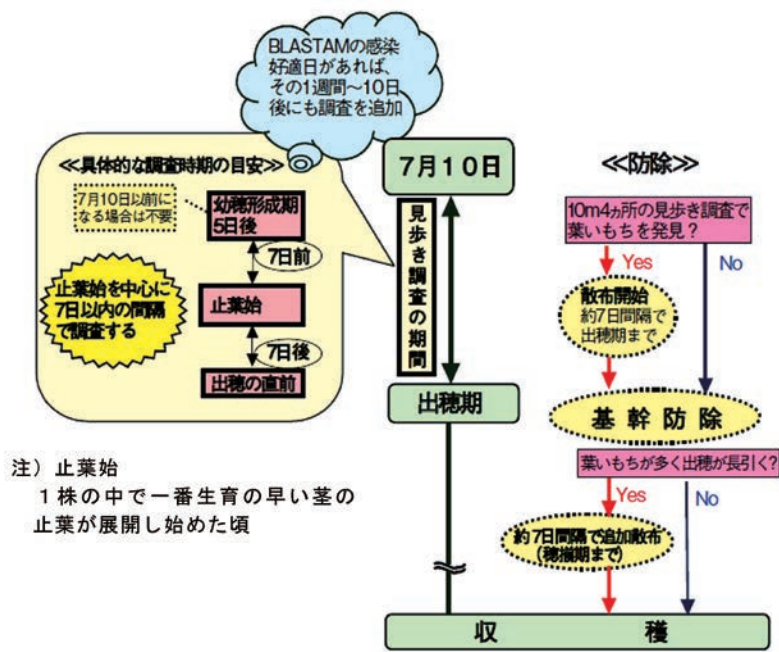 BLASTAMの感染
好適日があれば、
その1週間～10日
後にも調査を追加
≪具体的な調査時期の目安≫
7月10日以前に
なる場合は不要
幼穂形成期
5日後
7日前
止葉始を中心に
7日以内の間隔
で調査する
止葉始
7日後
出穂の直前
7月10日
見歩き調査の期間
出穂期
≪防除≫
10m4ヵ所の見歩き調査で
葉いもちを発見？
Yes
No
散布開始
約7日間隔で
出穂期まで
基幹防除
葉いもちが多く出穂が長引く?
Yes
No
約7日間隔で追加散布
(穂揃期まで)
収　　穫
注）止葉始
１株の中で一番生育の早い茎の
止葉が展開し始めた頃